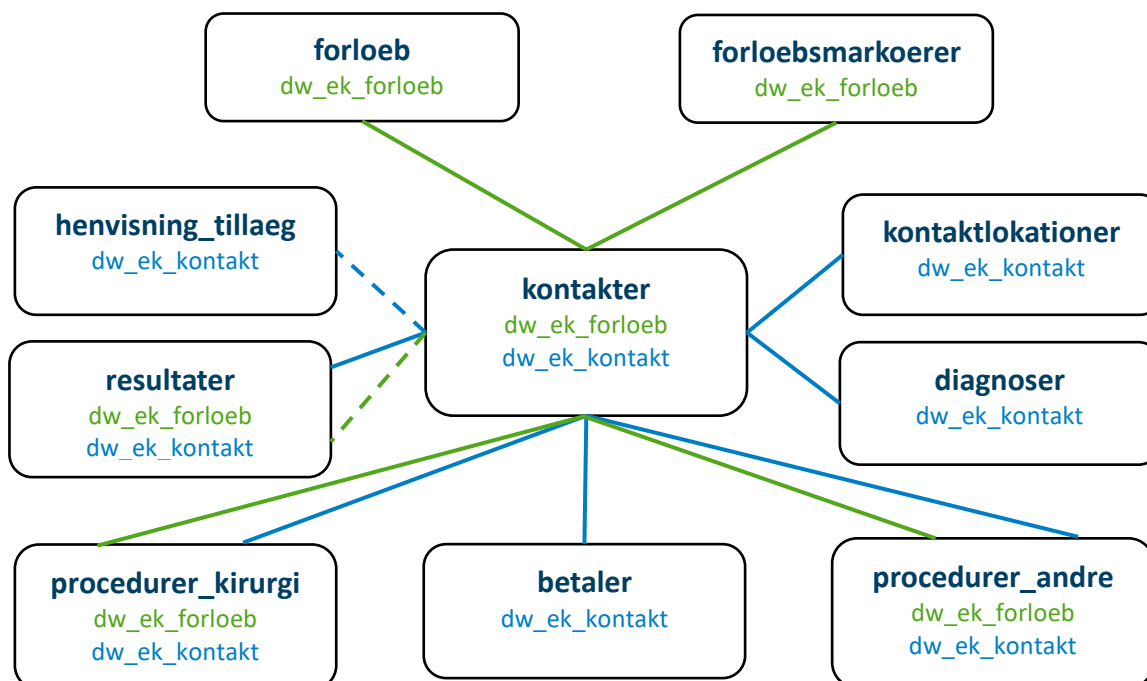 forloeb
dw_ek_forloeb
forloebsmarkoerer
dw_ek_forloeb
henvisning_tillaeg
dw_ek_kontakt
kontakter
dw_ek_forloeb
dw_ek_kontakt
kontaktlokationer
dw_ek_kontakt
resultater
dw_ek_forloeb
dw_ek_kontakt
diagnoser
dw_ek_kontakt
procedurer_kirurgi
dw_ek_forloeb
dw_ek_kontakt
betaler
dw_ek_kontakt
procedurer_andre
dw_ek_forloeb
dw_ek_kontakt